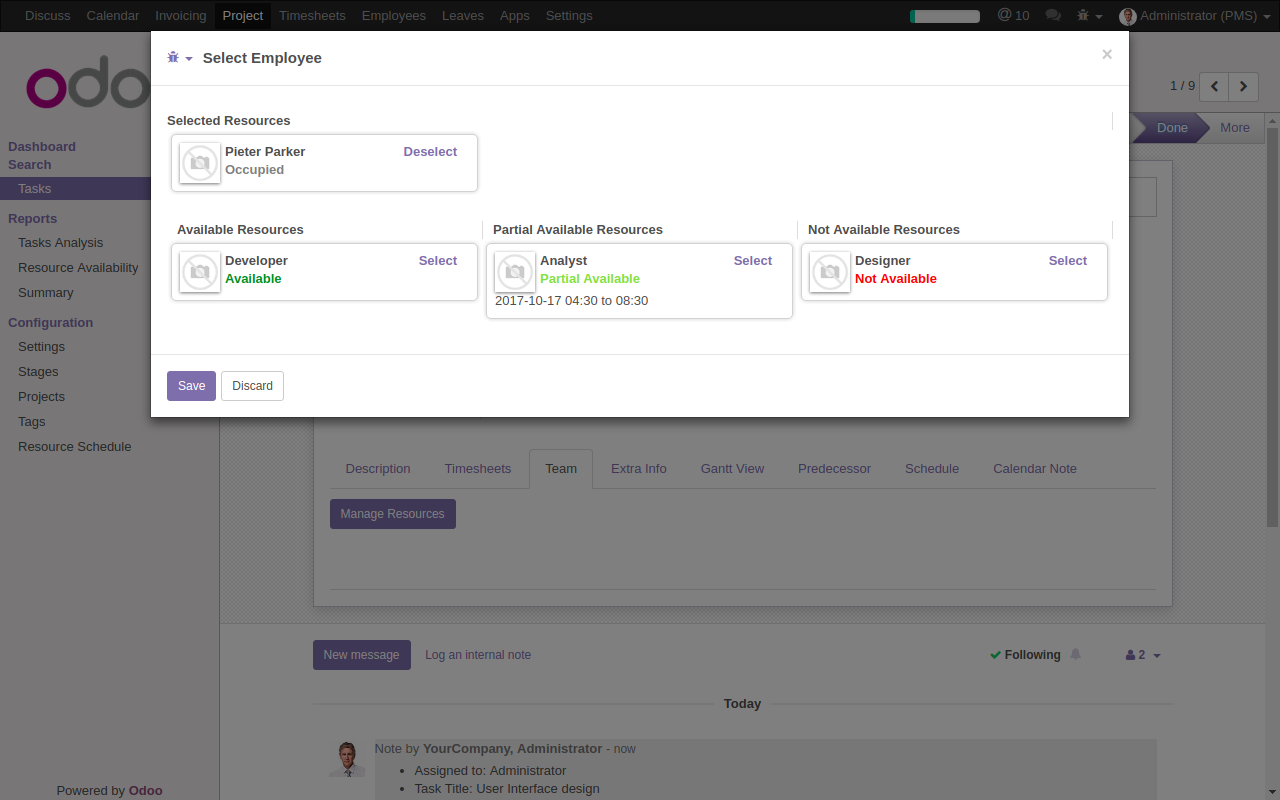 Discuss Calendar Invoicing Project Timesheets Employees Leaves Apps Settings @ 10 Administrator (PMS)
Select Employee ×
odo
1 / 9
Selected Resources
Done More
Pieter Parker Deselect
Occupied
Available Resources Partial Available Resources Not Available Resources
Developer Select Analyst Select Designer Select
Available Partial Available Not Available
2017-10-17 04:30 to 08:30
Save Discard
Dashboard
Search
Tasks
Reports
Tasks Analysis
Resource Availability
Summary
Configuration
Settings
Stages
Projects
Tags
Resource Schedule
Description Timesheets Team Extra Info Gantt View Predecessor Schedule Calendar Note
Manage Resources
New message Log an internal note Following 2
Today
Note by YourCompany, Administrator - now
Assigned to: Administrator
Task Title: User Interface design
Powered by Odoo